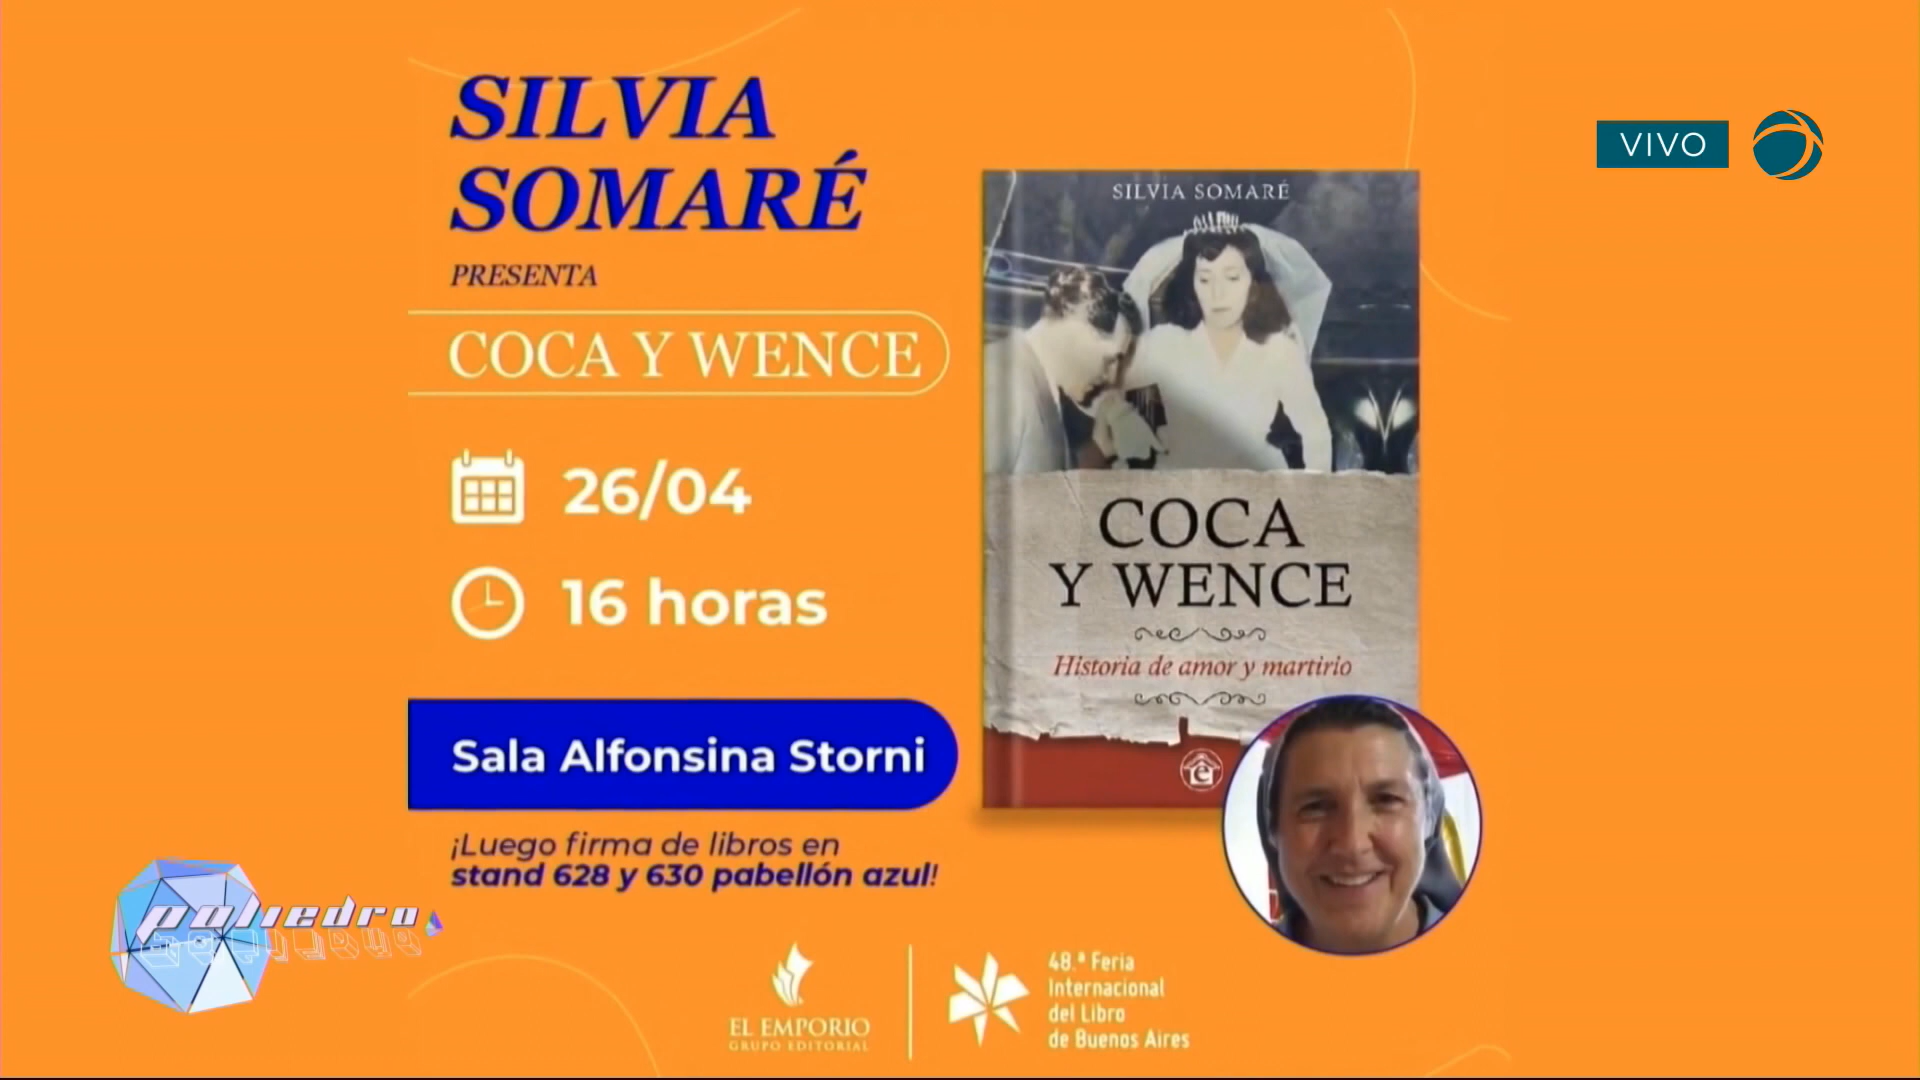 SILVIA
SOMARÉ
PRESENTA
COCA Y WENCE
26/04
16 horas
Sala Alfonsina Storni
¡Luego firma de libros en
stand 628 y 630 pabellón azul!
VIVO
SILVIA SOMARÉ
COCA
Y WENCE
Historia de amor y martirio
e
poliedro
EL EMPORIO
GRUPO EDITORIAL
48.ª Feria
Internacional
del Libro
de Buenos Aires